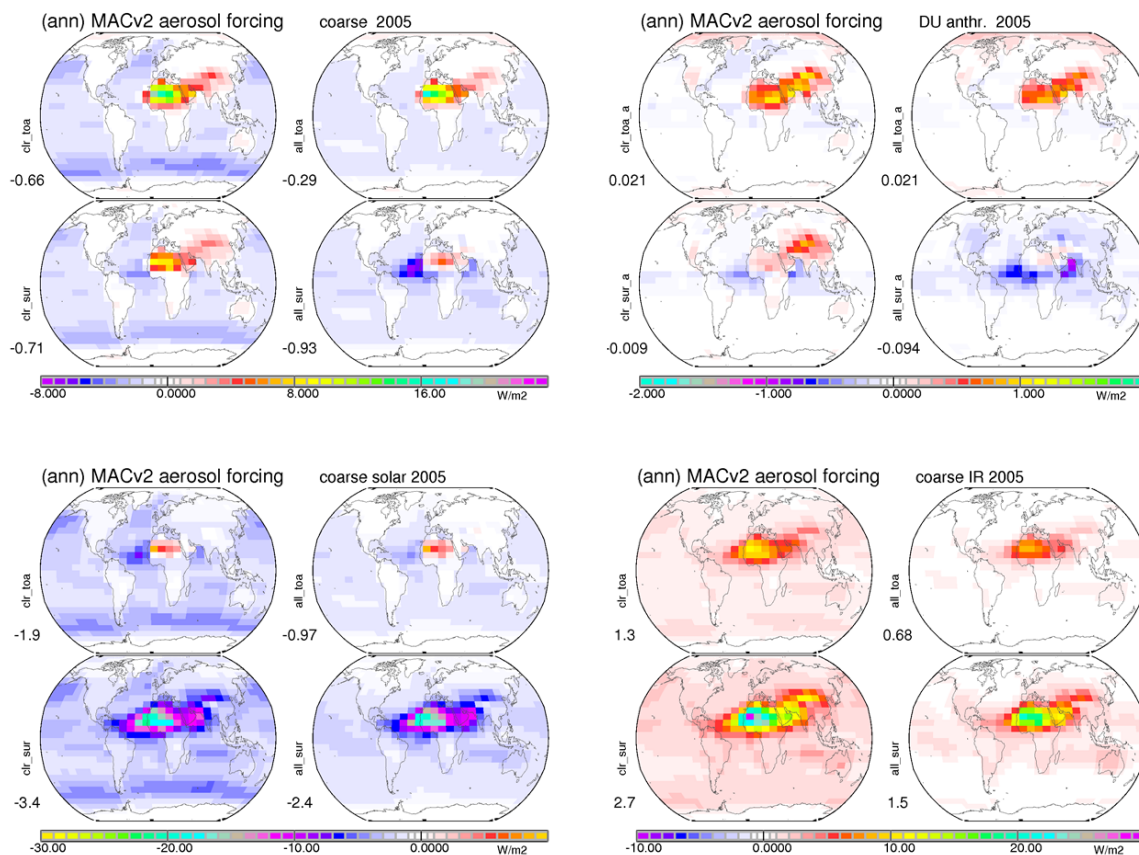 (ann) MACv2 aerosol forcing coarse 2005
clr_toa
-0.66
all_toa
-0.29
clr_sur
-0.71
all_sur
-0.93
-8.0000 0.0000 8.0000 16.00 W/m2
(ann) MACv2 aerosol forcing DU anthr. 2005
clr_toa_a
0.021
all_toa_a
0.021
clr_sur_a
-0.009
all_sur_a
-0.094
-2.000 -1.0000 0.0000 1.000 W/m2
(ann) MACv2 aerosol forcing coarse solar 2005
clr_toa
-1.9
all_toa
-0.97
clr_sur
-3.4
all_sur
-2.4
-30.00 -20.00 -10.00 0.0000 W/m2
(ann) MACv2 aerosol forcing coarse IR 2005
clr_toa
1.3
all_toa
0.68
clr_sur
2.7
all_sur
1.5
-10.00 0.0000 10.00 20.00 W/m2